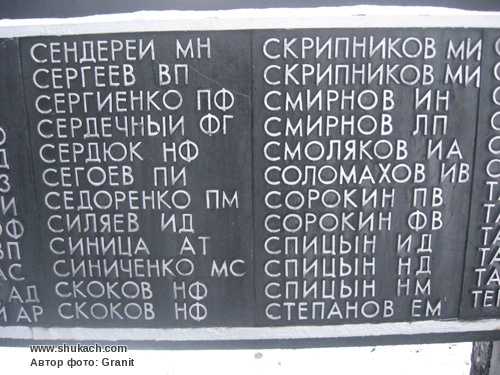 СЕНДЕРЕЙ МН
СЕРГЕЕВ ВП
СЕРГИЕНКО ПФ
СЕРДЕЧНЫЙ ФГ
СЕРДЮК НФ
СЕГОЕВ ПИ
СЕДОРЕНКО ПМ
СИЛЯЕВ ИД
СИНИЦА АТ
СИНИЧЕНКО МС
СКОКОВ НФ
СКОКОВ НФ
СКРИПНИКОВ МИ
СКРИПНИКОВ МИ
СМИРНОВ ИН
СМИРНОВ ЛП
СМОЛЯКОВ ИА
СОЛОМАХОВ ИВ
СОРОКИН ПВ
СОРОКИН ФВ
СПИЦЫН ИД
СПИЦЫН НД
СПИЦЫН НМ
СТЕПАНОВ ЕМ
www.shukach.com
Автор фото: Granit